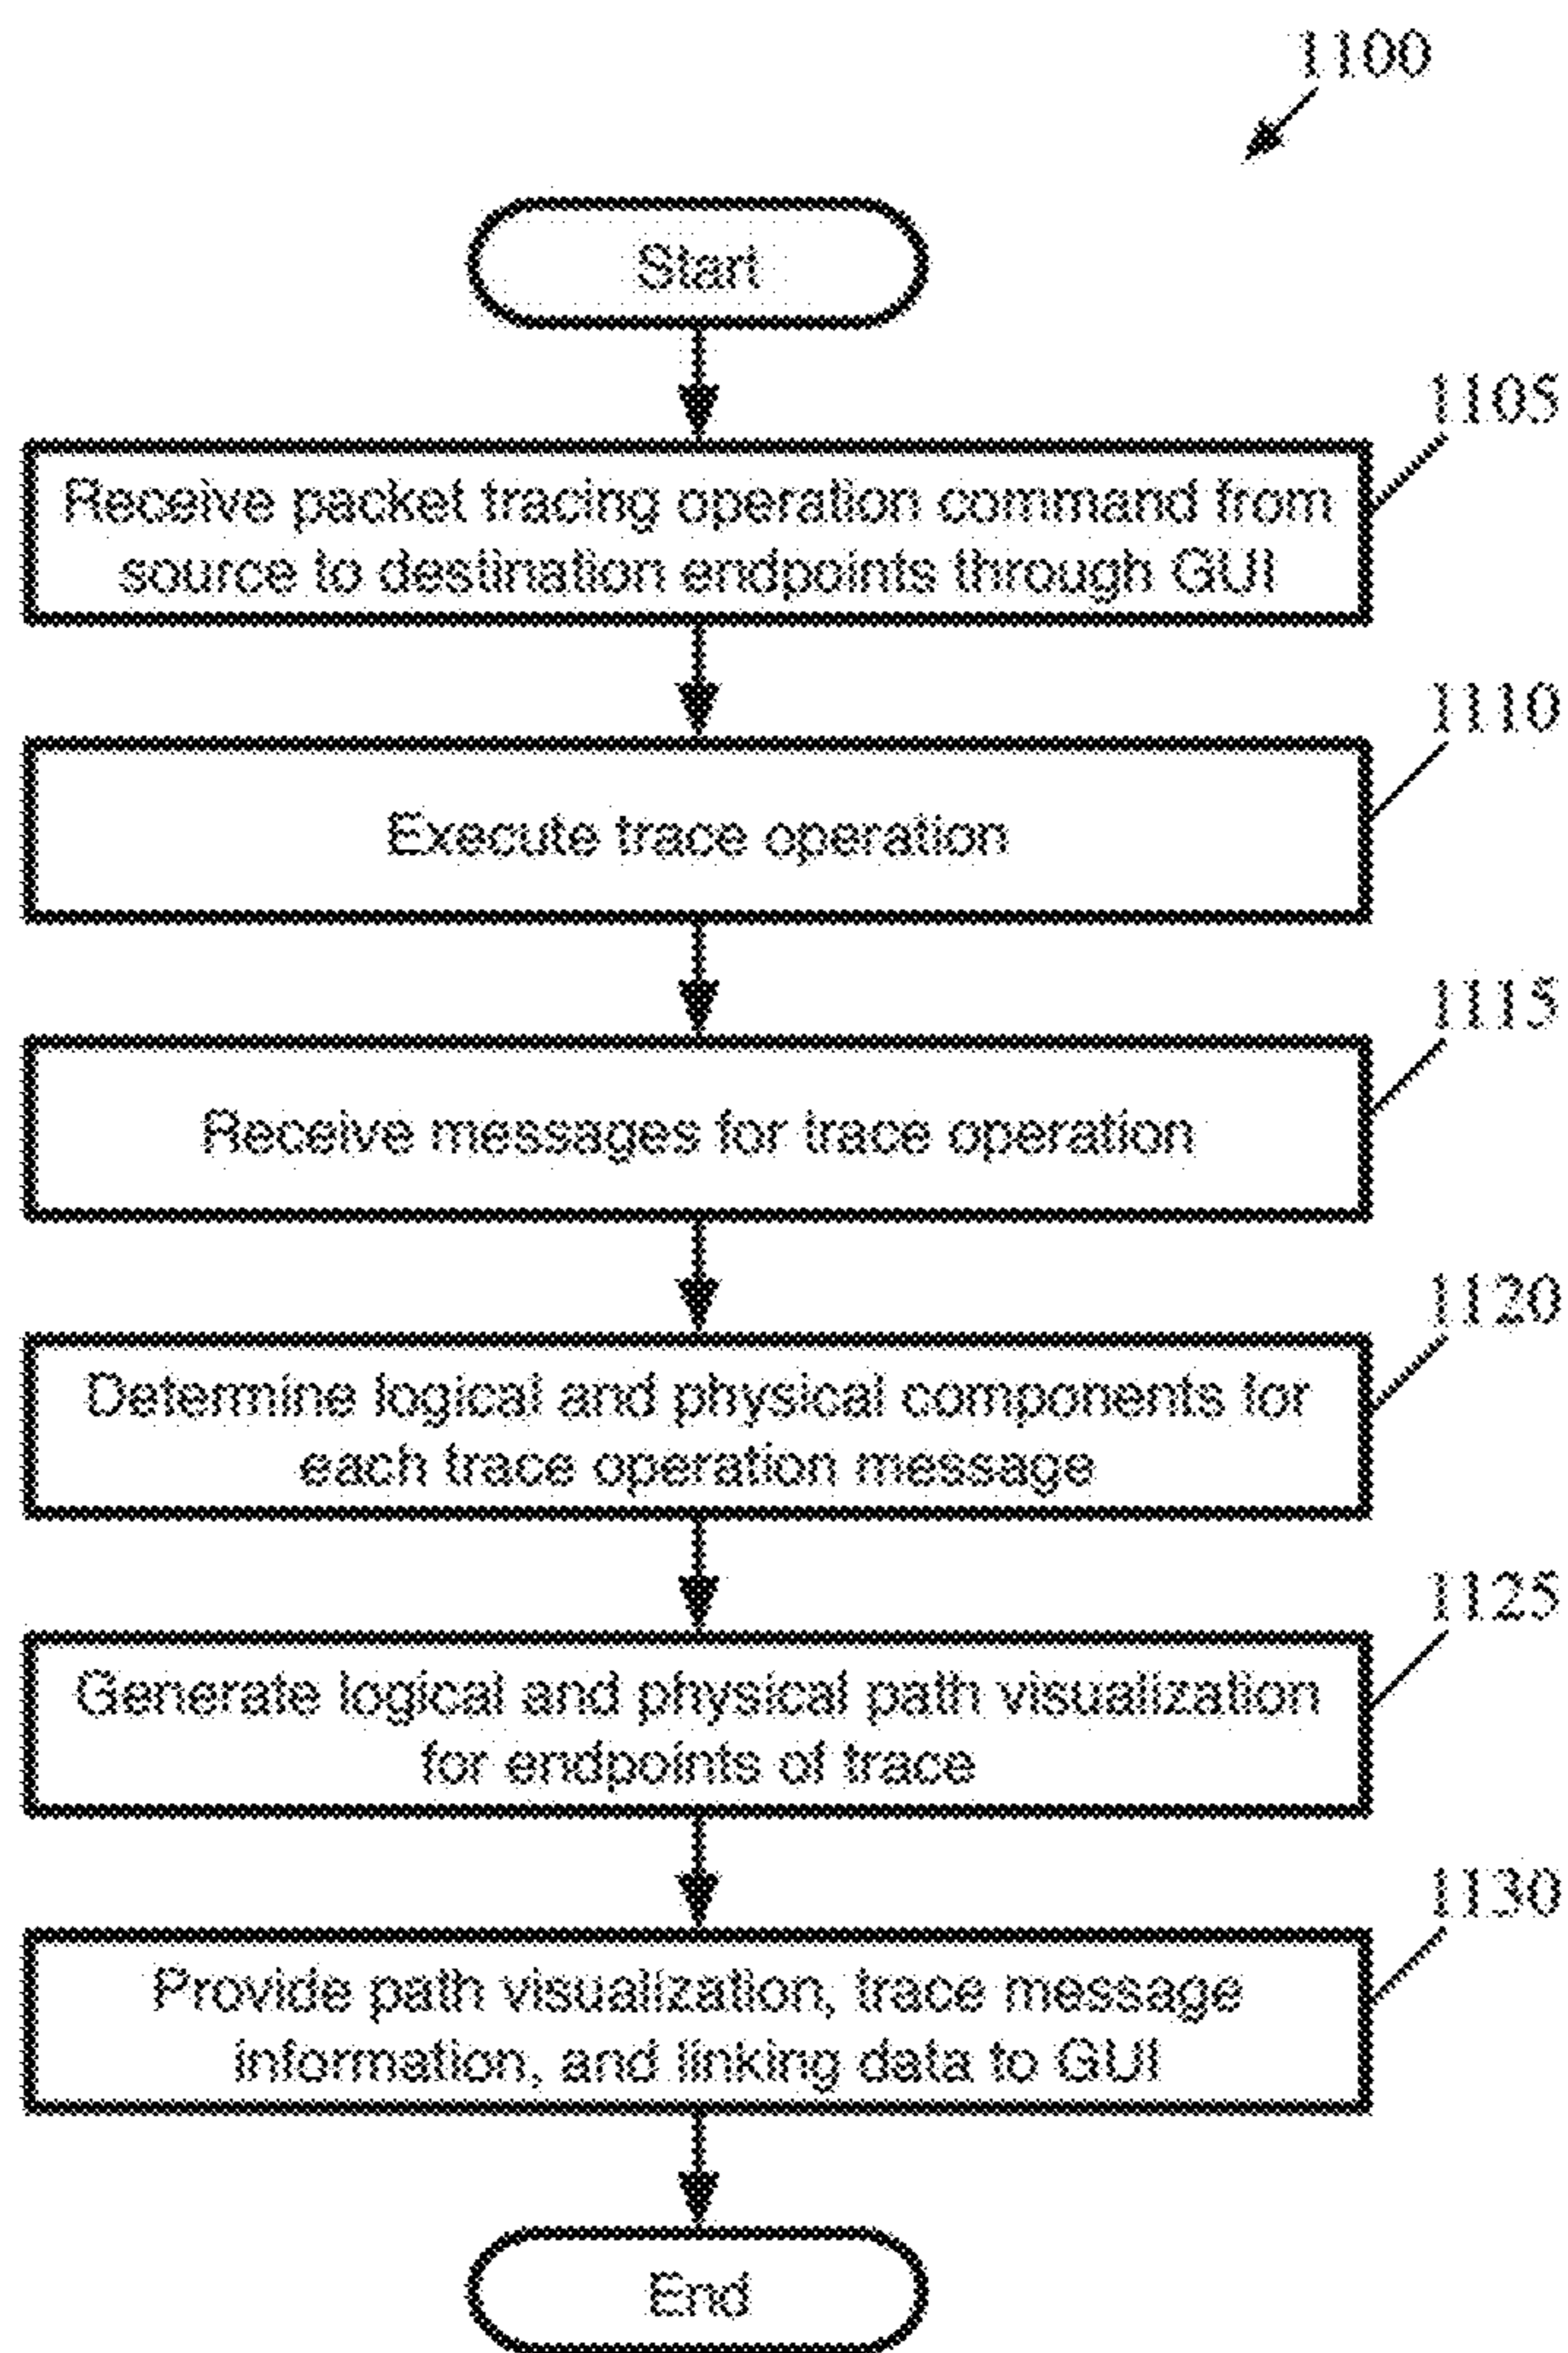 1100
Start
1105
Receive packet tracing operation command from
source to destination endpoints through GUI
1110
Execute trace operation
1115
Receive messages for trace operation
1120
Determine logical and physical components for
each trace operation message
1125
Generate logical and physical path visualization
for endpoints of trace
1130
Provide path visualization, trace message
information, and linking data to GUI
End